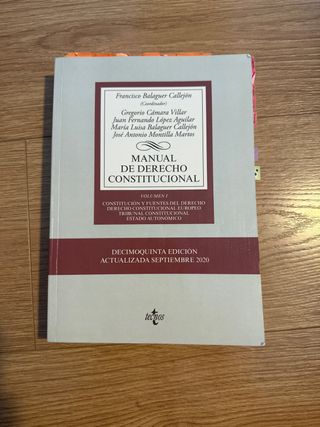 Francisco Balaguer Callejón
(Coordinador)
Gregorio Cámara Villar
Juan Fernando López Aguilar
María Luisa Balaguer Callejón
José Antonio Montilla Martos
MANUAL
DE DERECHO
CONSTITUCIONAL
VOLUMEN I
CONSTITUCIÓN Y FUENTES DEL DERECHO
DERECHO CONSTITUCIONAL EUROPEO
TRIBUNAL CONSTITUCIONAL
ESTADO AUTONÓMICO
DECIMOQUINTA EDICIÓN
ACTUALIZADA SEPTIEMBRE 2020
tecnos